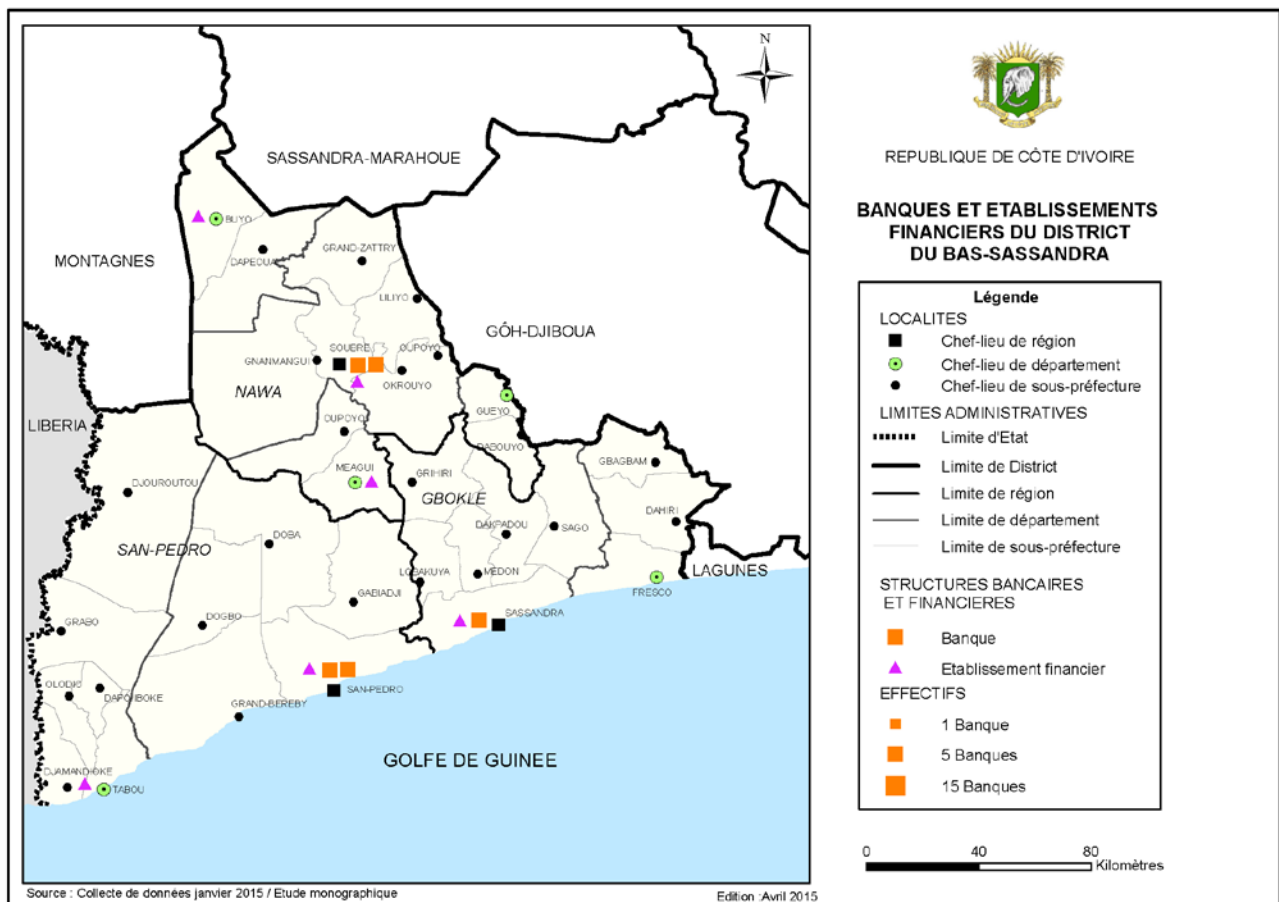 N
SASSANDRA-MARAHOUE
BUYO
MONTAGNES
GRAND-ZATTRY
DAPEOUA
LILIYO
GÔH-DJIBOUA
SOUBRE
OUPOYO
GNANMANGUI
OKROUYO
NAWA
GUEYO
LIBERIA
OUPOYO
DABOUYO
GBAGBAM
MEAGUI
GRIHIRI
DJOUROUTOU
GBOKLE
DAHIRI
DAKPADOU
SAGO
DOBA
SAN-PEDRO
LOBAKUYA
MEDON
LAGUNES
FRESCO
GABIADJI
SASSANDRA
DOGBO
GRABO
OLODIO
DAPO-IBOKE
SAN-PEDRO
GRAND-BEREBY
GOLFE DE GUINEE
DJAMANDIOKE
TABOU
Source : Collecte de données janvier 2015 / Etude monographique
Edition :Avril 2015
REPUBLIQUE DE CÔTE D'IVOIRE
BANQUES ET ETABLISSEMENTS
FINANCIERS DU DISTRICT
DU BAS-SASSANDRA
Légende
LOCALITES
Chef-lieu de région
Chef-lieu de département
Chef-lieu de sous-préfecture
LIMITES ADMINISTRATIVES
Limite d'Etat
Limite de District
Limite de région
Limite de département
Limite de sous-préfecture
STRUCTURES BANCAIRES
ET FINANCIERES
Banque
Etablissement financier
EFFECTIFS
1 Banque
5 Banques
15 Banques
0 40 80
Kilomètres